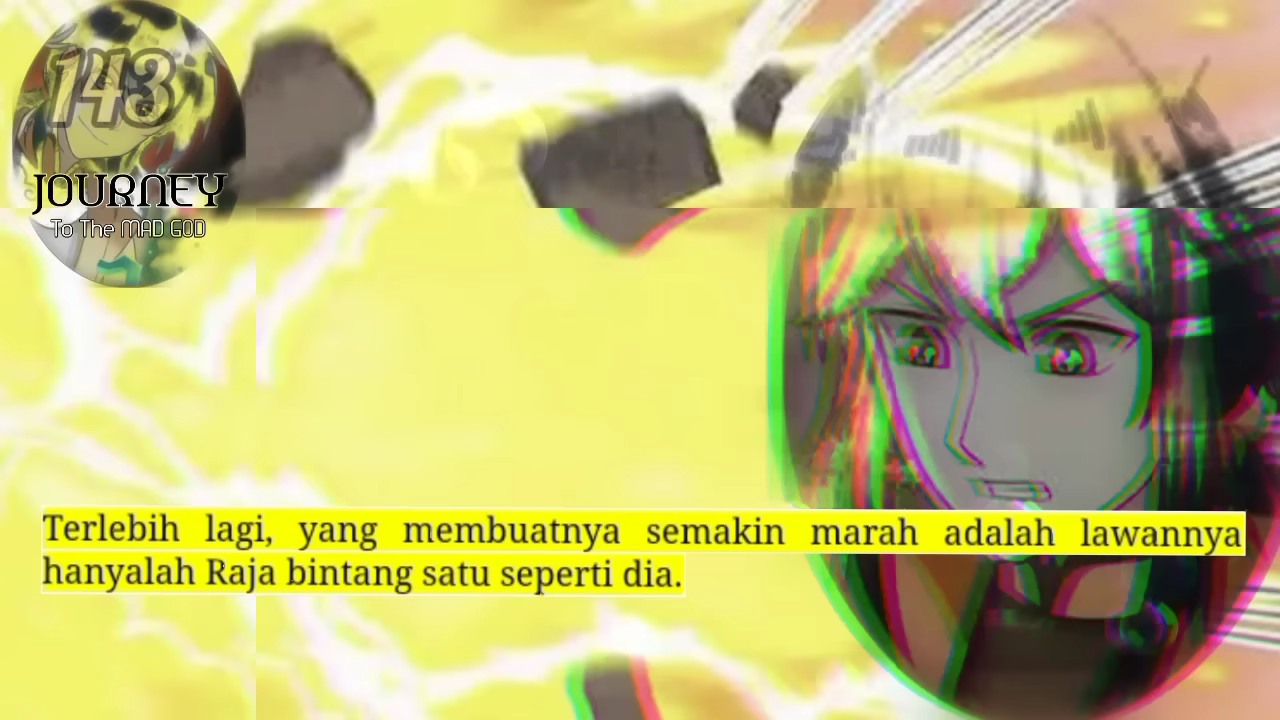 143
JOURNEY
To The MAD GOD
Terlebih lagi, yang membuatnya semakin marah adalah lawannya
hanyalah Raja bintang satu seperti dia.